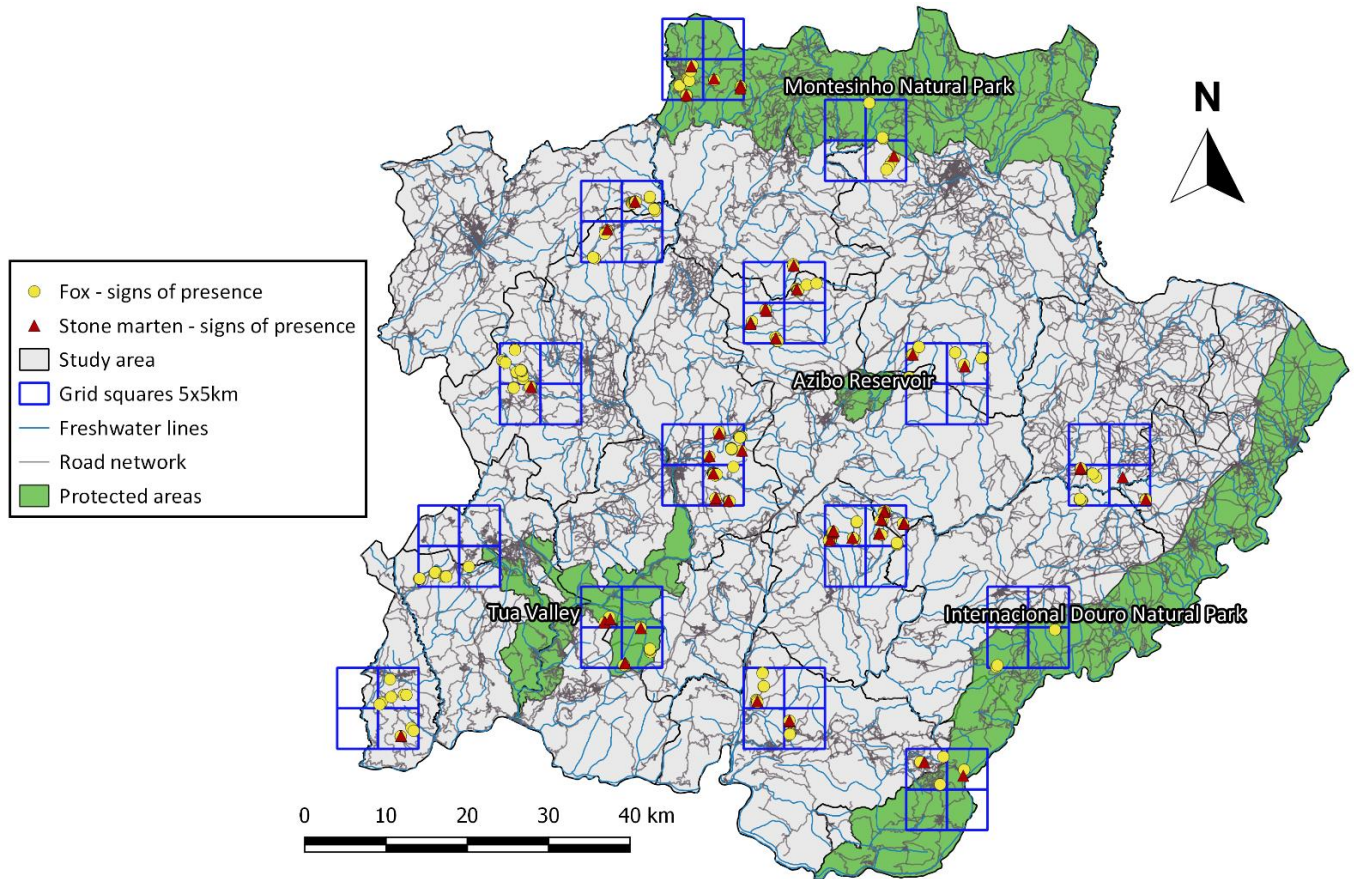 Montesinho Natural Park
N
Fox - signs of presence
Stone marten - signs of presence
Study area
Grid squares 5x5km
Freshwater lines
Road network
Protected areas
Azibo Reservoir
Tua Valley
Internacional Douro Natural Park
0 10 20 30 40 km